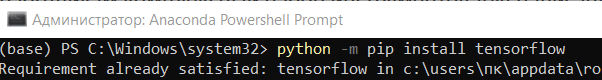 Администратор: Anaconda Powershell Prompt
(base) PS C:\Windows\system32> python -m pip install tensorflow
Requirement already satisfied: tensorflow in c:\users\пк\appdata\ro